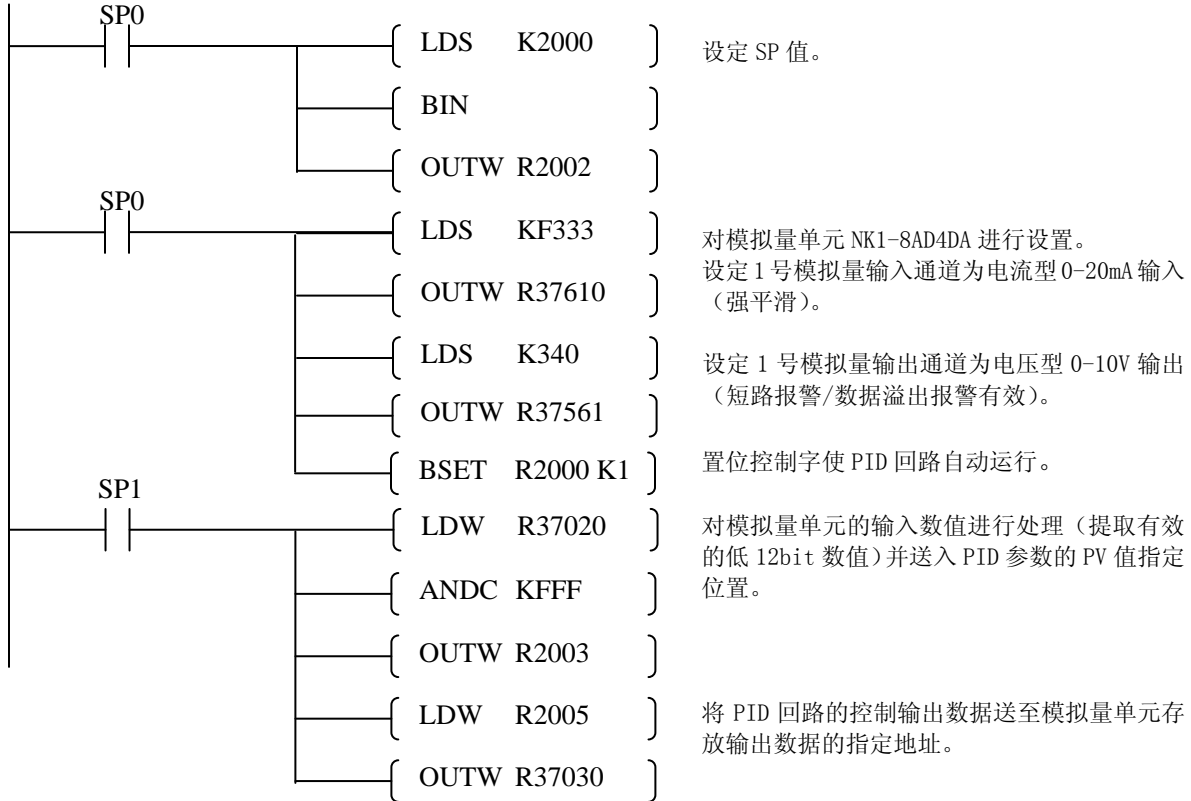 SP0
LDS K2000
设定 SP 值。
BIN
OUTW R2002
SP0
LDS KF333
对模拟量单元 NK1-8AD4DA 进行设置。
设定 1 号模拟量输入通道为电流型 0-20mA 输入
（强平滑）。
OUTW R37610
LDS K340
设定 1 号模拟量输出通道为电压型 0-10V 输出
（短路报警/数据溢出报警有效）。
OUTW R37561
BSET R2000 K1
置位控制字使 PID 回路自动运行。
SP1
LDW R37020
对模拟量单元的输入数值进行处理（提取有效
的低 12bit 数值）并送入 PID 参数的 PV 值指定
位置。
ANDC KFFF
OUTW R2003
LDW R2005
将 PID 回路的控制输出数据送至模拟量单元存
放输出数据的指定地址。
OUTW R37030